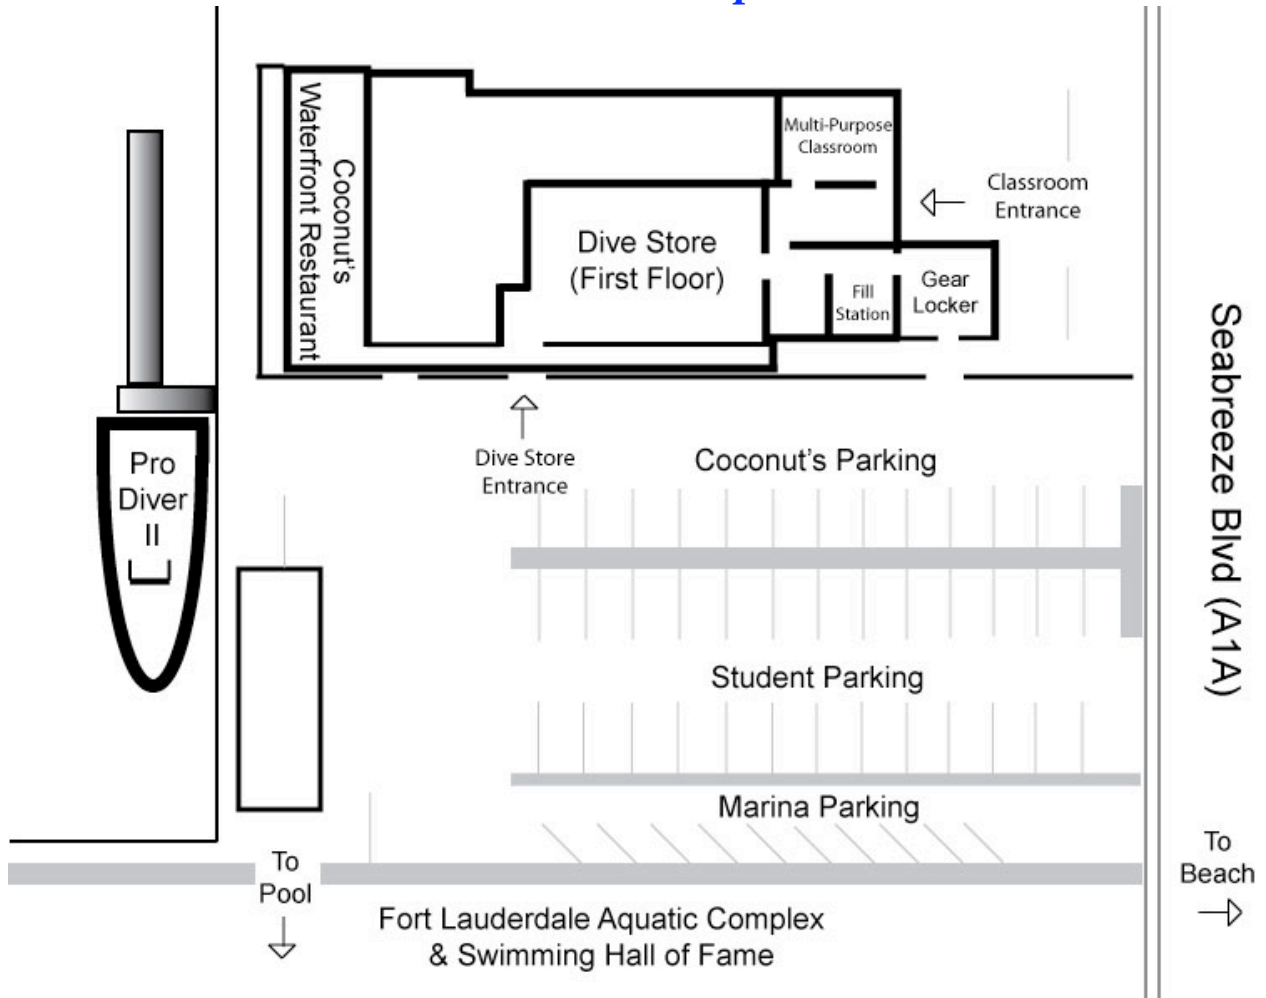 Multi-Purpose
Classroom
Classroom
Entrance
Coconut's
Waterfront Restaurant
Dive Store
(First Floor)
Fill
Station
Gear
Locker
Seabreeze Blvd (A1A)
Pro
Diver
II
Dive Store
Entrance
Coconut's Parking
Student Parking
Marina Parking
To
Pool
To
Beach
Fort Lauderdale Aquatic Complex
& Swimming Hall of Fame